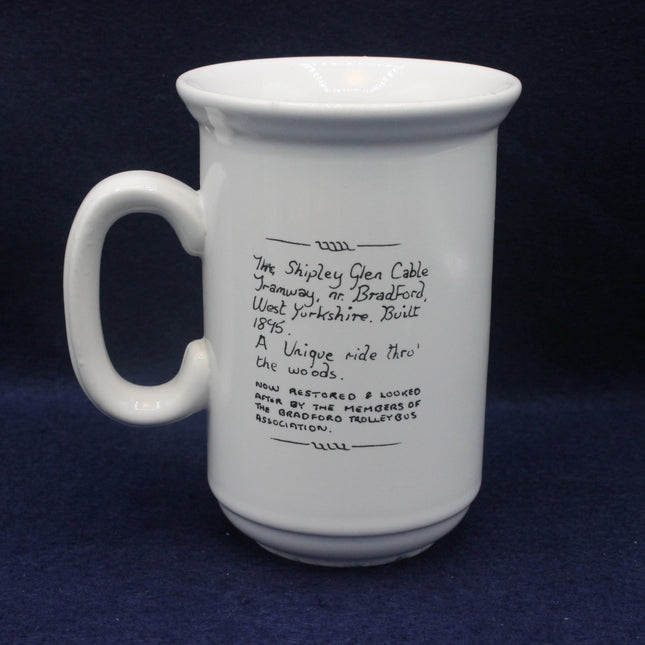 The Shipley Glen Cable
Tramway, nr. Bradford,
West Yorkshire. Built
1895.
A Unique ride thro'
the woods.
NOW RESTORED & LOOKED
AFTER BY THE MEMBERS OF
THE BRADFORD TROLLEYBUS
ASSOCIATION.